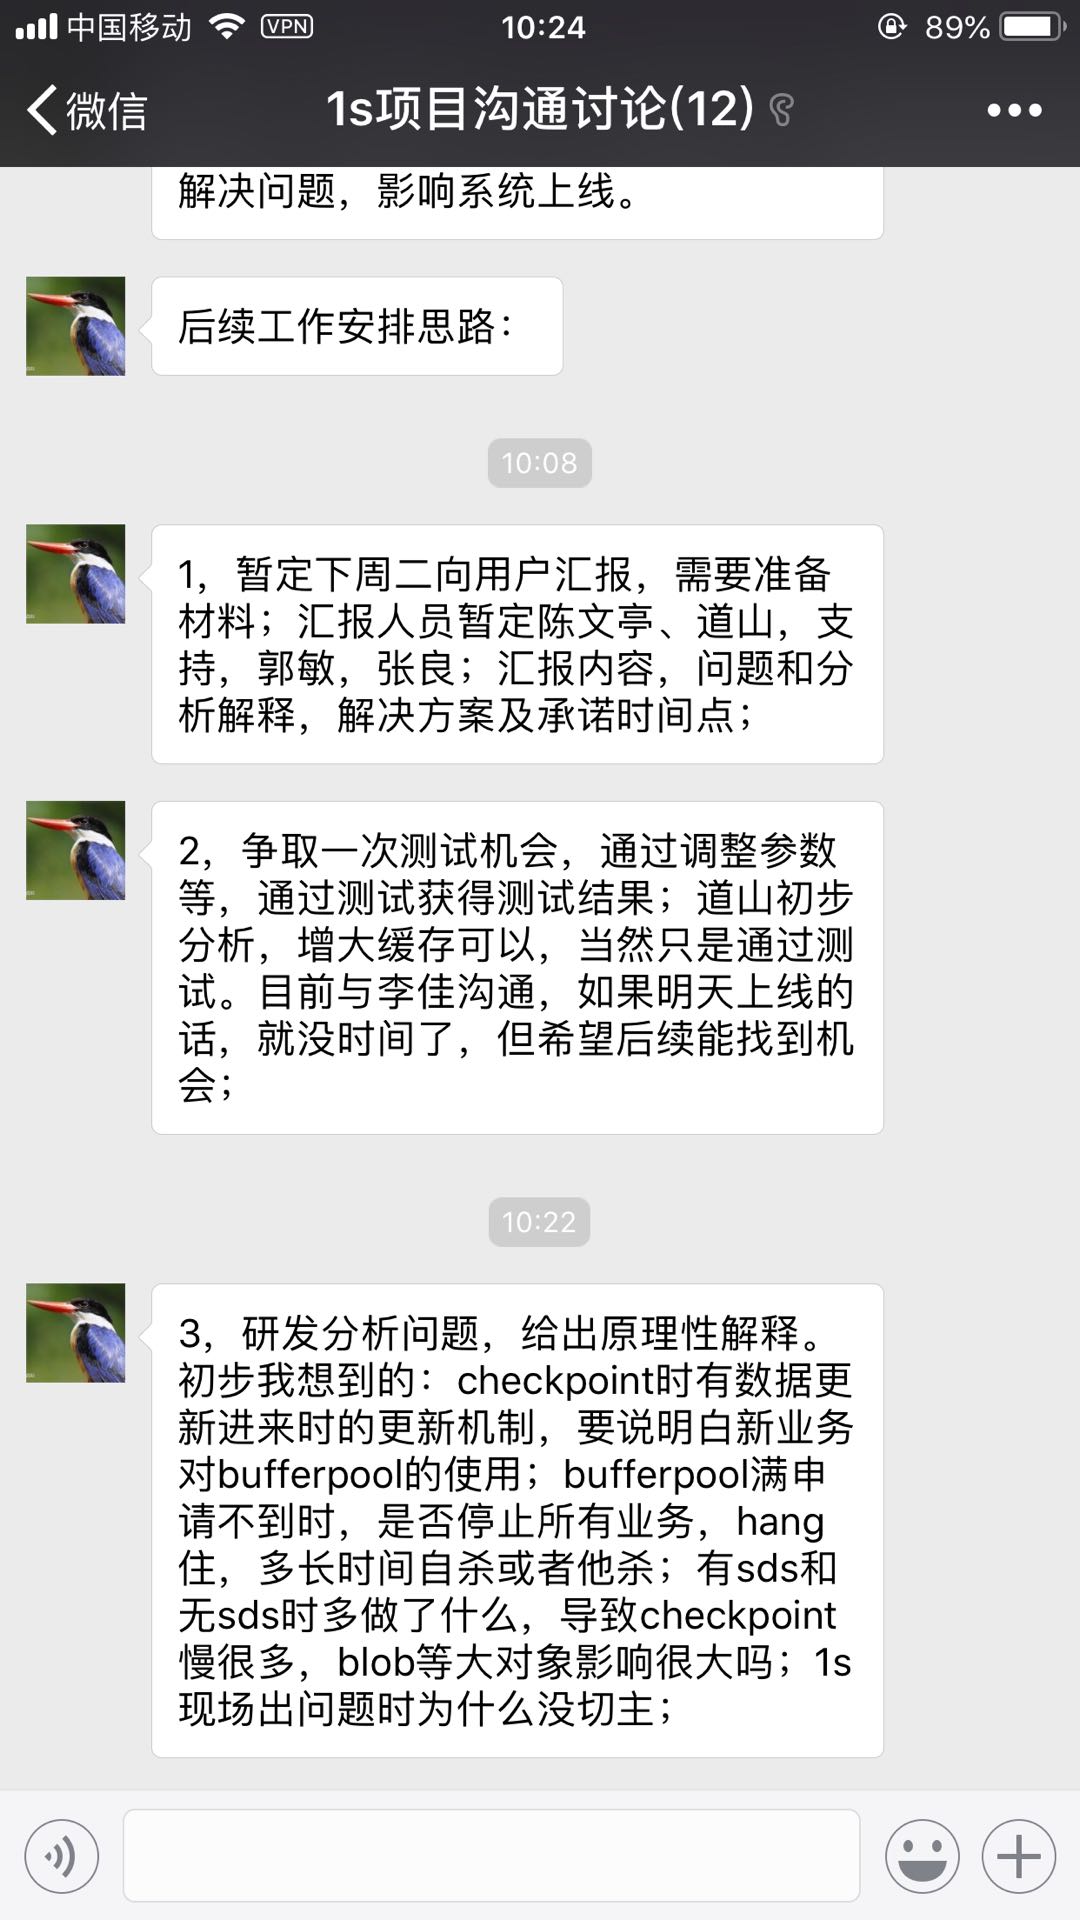 中国移动 VPN 10:24 89%
微信 1s项目沟通讨论(12)
解决问题，影响系统上线。
后续工作安排思路：
10:08
1，暂定下周二向用户汇报，需要准备
材料；汇报人员暂定陈文亭、道山，支
持，郭敏，张良；汇报内容，问题和分
析解释，解决方案及承诺时间点；
2，争取一次测试机会，通过调整参数
等，通过测试获得测试结果；道山初步
分析，增大缓存可以，当然只是通过测
试。目前与李佳沟通，如果明天上线的
话，就没时间了，但希望后续能找到机
会；
10:22
3，研发分析问题，给出原理性解释。
初步我想到的：checkpoint时有数据更
新进来时的更新机制，要说明白新业务
对bufferpool的使用；bufferpool满申
请不到时，是否停止所有业务，hang
住，多长时间自杀或者他杀；有sds和
无sds时多做了什么，导致checkpoint
慢很多，blob等大对象影响很大吗；1s
现场出问题时为什么没切主；